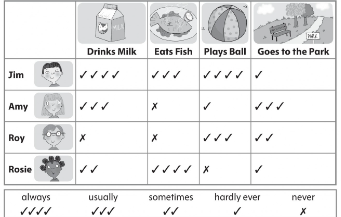 Drinks Milk Eats Fish Plays Ball Goes to the Park
Jim ✓✓✓✓ ✓✓✓ ✓✓✓✓ ✓
Amy ✓✓✓ ✗ ✓ ✓✓✓
Roy ✗ ✗ ✓✓✓ ✓✓
Rosie ✓✓ ✓✓✓✓ ✗ ✓
always usually sometimes hardly ever never
✓✓✓✓ ✓✓✓ ✓✓ ✓ ✗